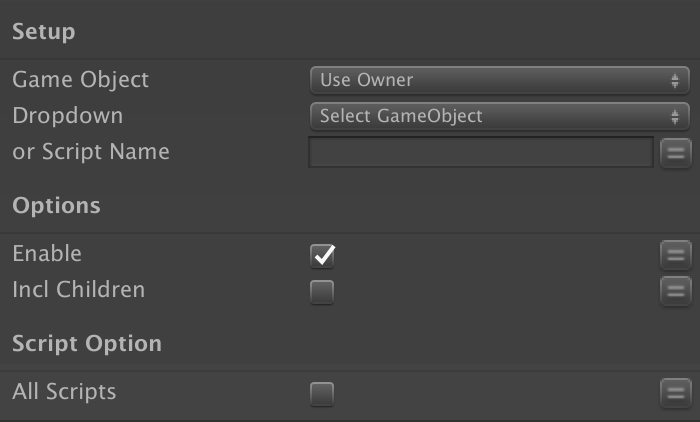 Setup
Game Object Use Owner
Dropdown Select GameObject
or Script Name
Options
Enable
Incl Children
Script Option
All Scripts